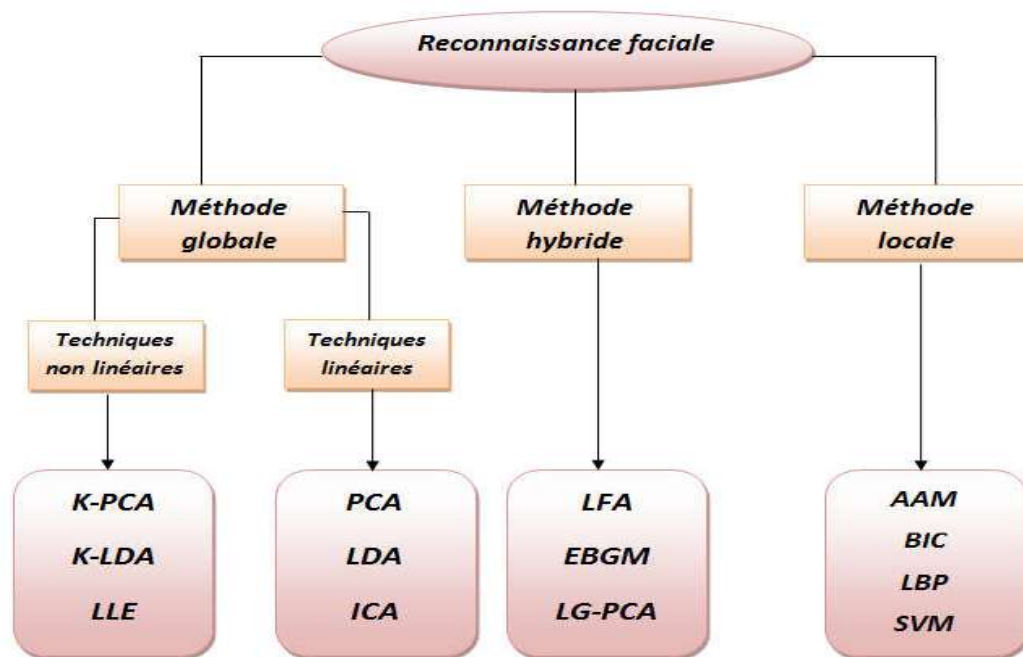 Reconnaissance faciale
Méthode
globale
Méthode
hybride
Méthode
locale
Techniques
non linéaires
Techniques
linéaires
K-PCA
K-LDA
LLE
PCA
LDA
ICA
LFA
EBGM
LG-PCA
AAM
BIC
LBP
SVM